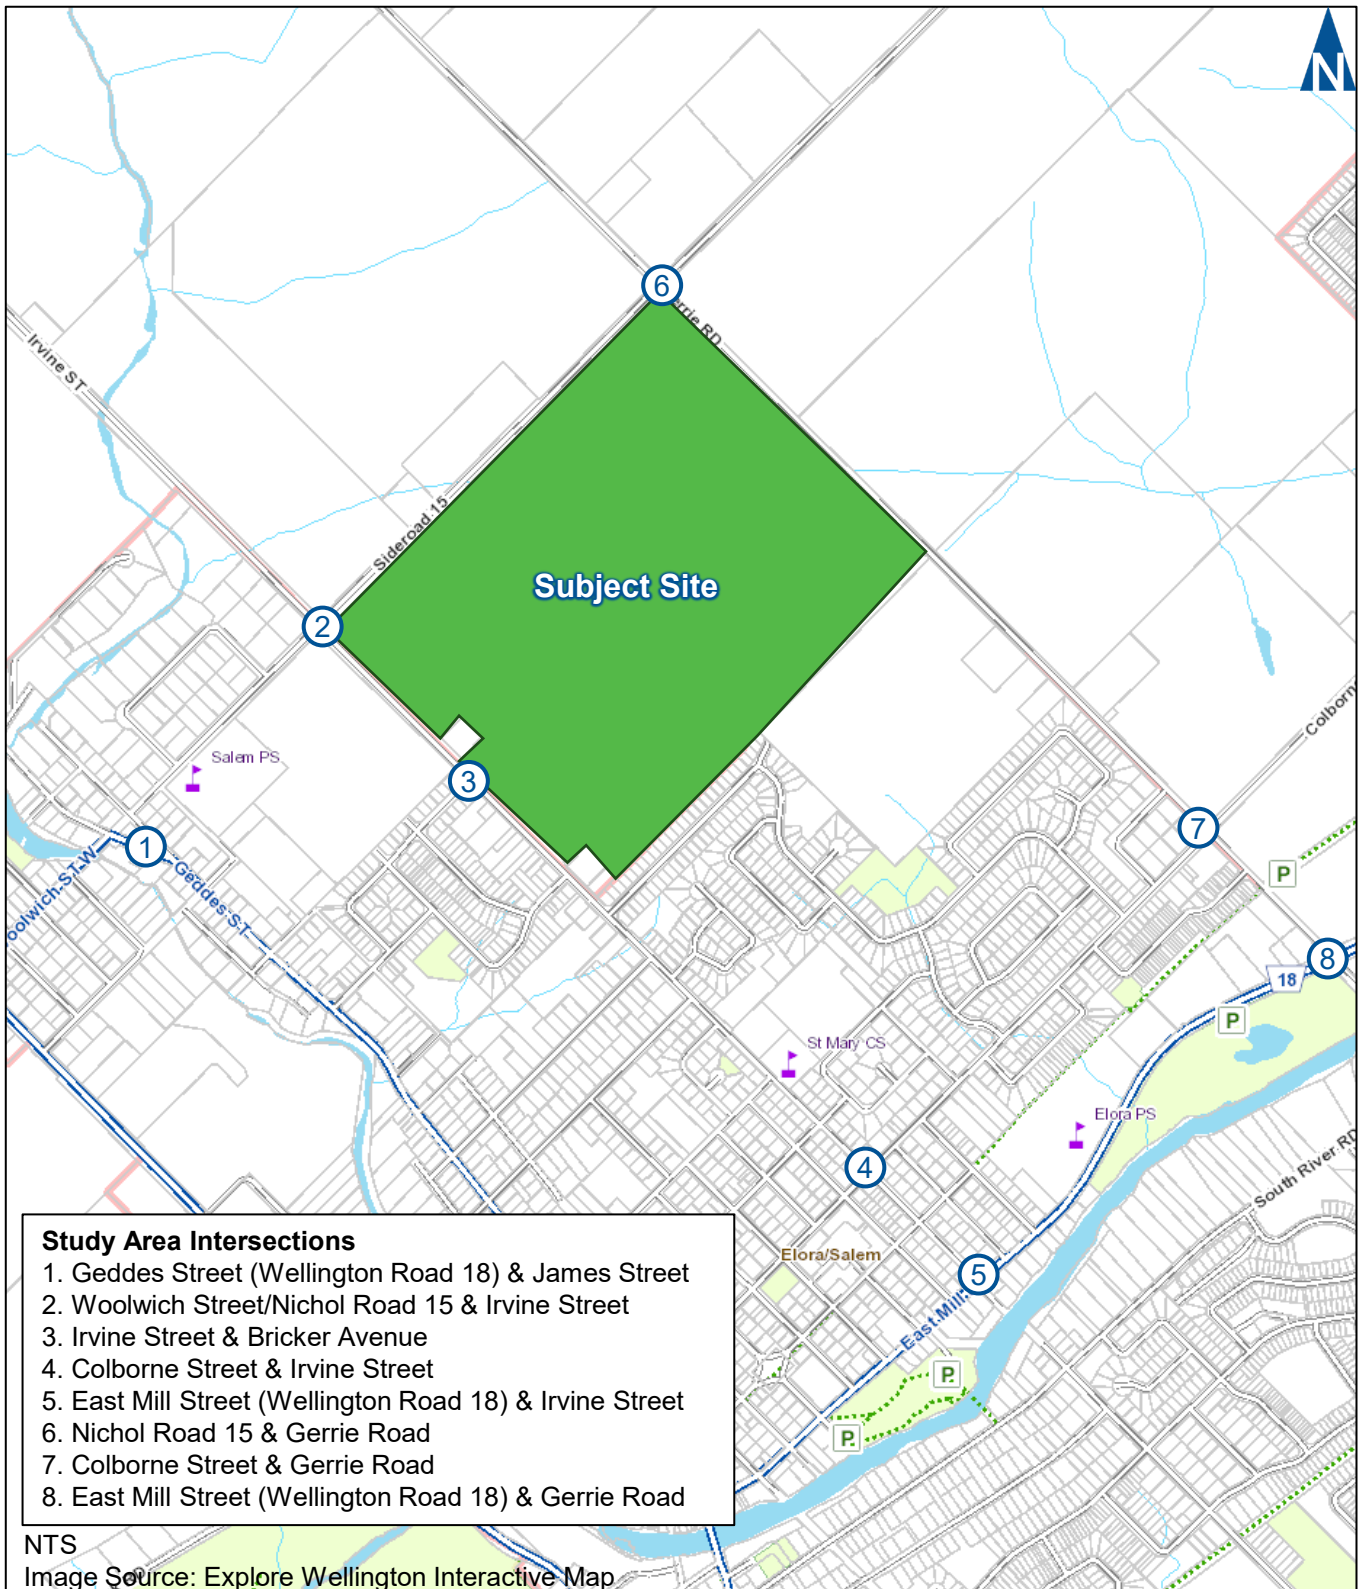 N
6
Gerrie RD
Irvine ST
Sideroad 15
Subject Site
2
Salem PS
3
Colborn
7
1
P
Geddes ST
oolwich ST W
8
18
P
St Mary CS
Elora PS
4
South River RD
Elora/Salem
5
East Mill
P
P
Study Area Intersections
1. Geddes Street (Wellington Road 18) & James Street
2. Woolwich Street/Nichol Road 15 & Irvine Street
3. Irvine Street & Bricker Avenue
4. Colborne Street & Irvine Street
5. East Mill Street (Wellington Road 18) & Irvine Street
6. Nichol Road 15 & Gerrie Road
7. Colborne Street & Gerrie Road
8. East Mill Street (Wellington Road 18) & Gerrie Road
NTS
Image Source: Explore Wellington Interactive Map